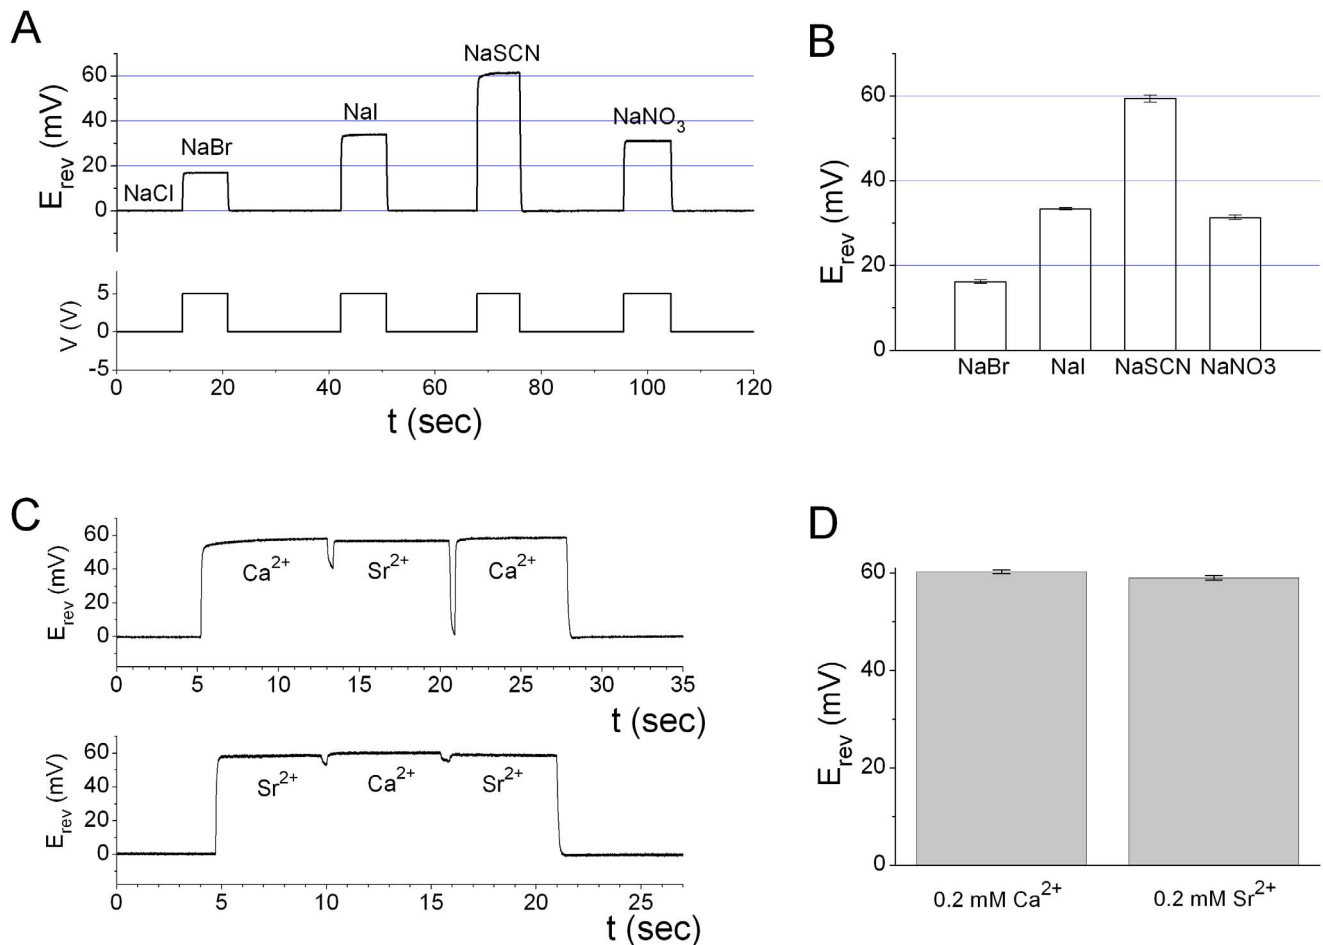 A
E_rev (mV)
60
40
20
0
NaCl
NaBr
NaI
NaSCN
NaNO₃
V (V)
5
0
-5
0 20 40 60 80 100 120
t (sec)
B
E_rev (mV)
60
40
20
0
NaBr NaI NaSCN NaNO3
C
E_rev (mV)
60
40
20
0
Ca²⁺ Sr²⁺ Ca²⁺
0 5 10 15 20 25 30 35
t (sec)
E_rev (mV)
60
40
20
0
Sr²⁺ Ca²⁺ Sr²⁺
0 5 10 15 20 25
t (sec)
D
E_rev (mV)
60
40
20
0
0.2 mM Ca²⁺ 0.2 mM Sr²⁺